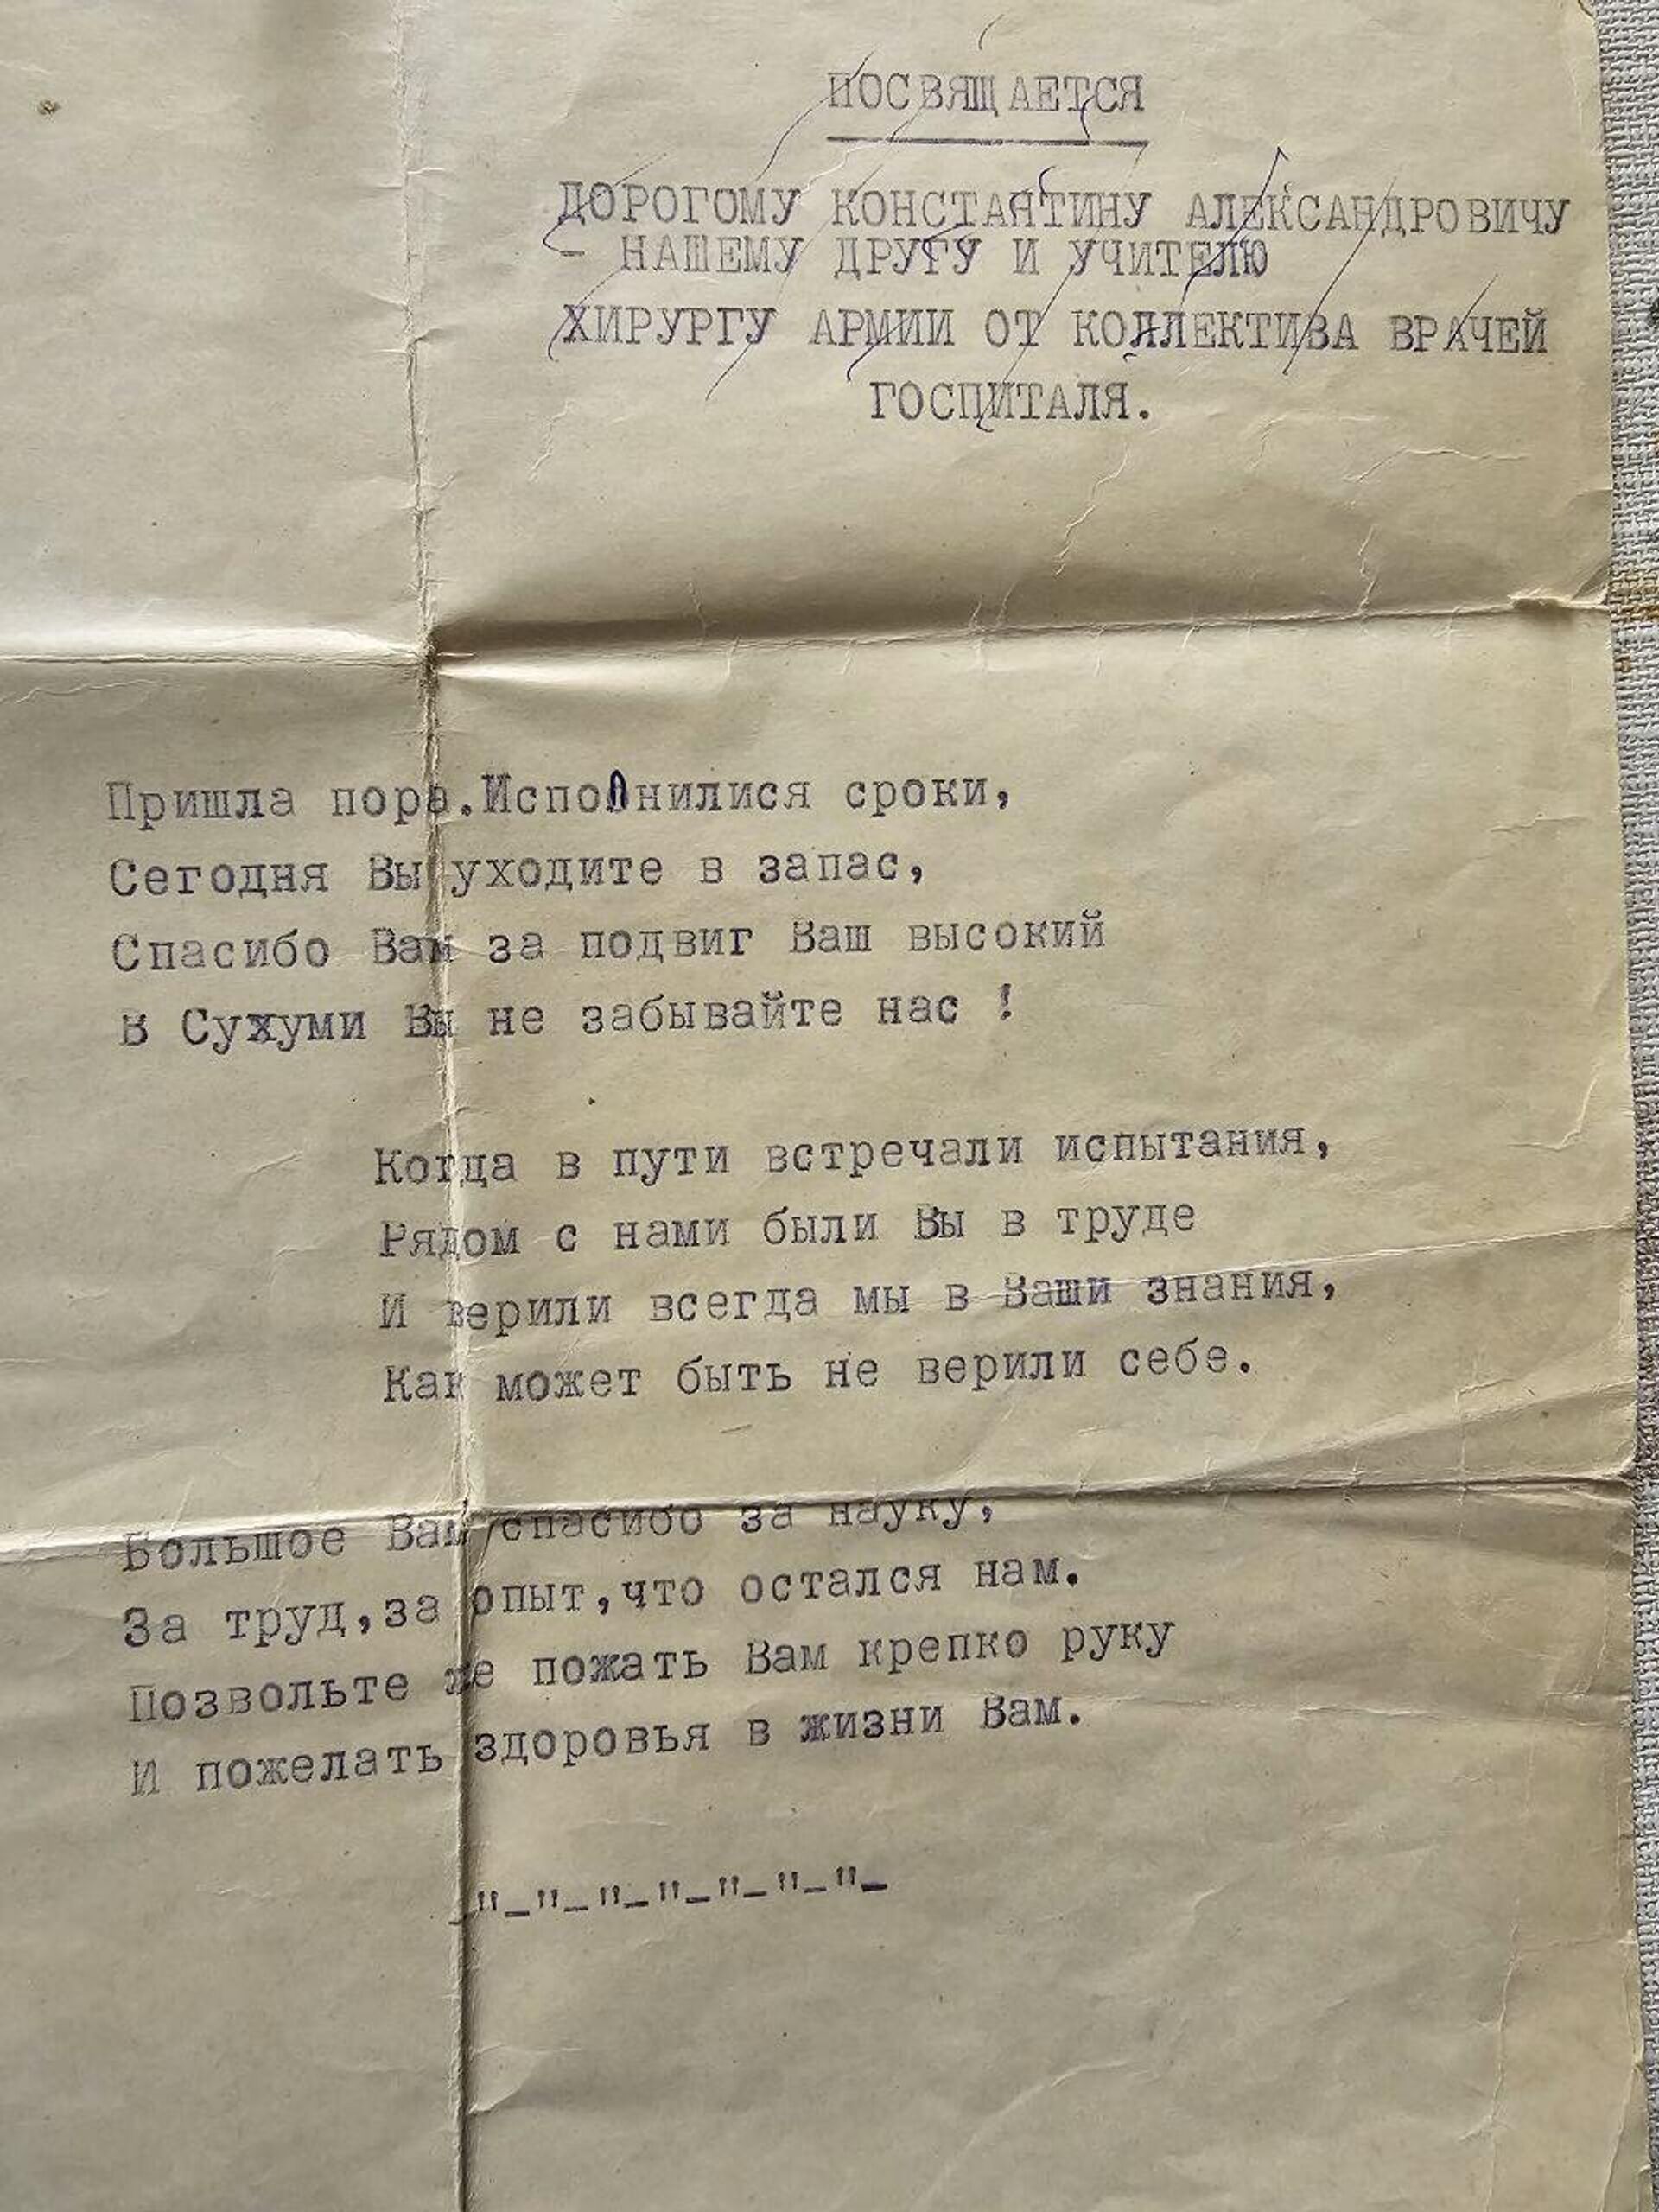 ПОСВЯЩАЕТСЯ
ДОРОГОМУ КОНСТАНТИНУ АЛЕКСАНДРОВИЧУ
- НАШЕМУ ДРУГУ И УЧИТЕЛЮ
ХИРУРГУ АРМИИ ОТ КОЛЛЕКТИВА ВРАЧЕЙ
ГОСПИТАЛЯ.
Пришла пора.Исполнилися сроки,
Сегодня Вы уходите в запас,
Спасибо Вам за подвиг Ваш высокий
в Сухуми Вы не забывайте нас !
Когда в пути встречали испытания,
Рядом с нами были Вы в труде
И верили всегда мы в Ваши знания,
Как может быть не верили себе.
Большое Вам спасибо за науку,
За труд,за опыт,что остался нам.
Позвольте же пожать Вам крепко руку
И пожелать здоровья в жизни Вам.
_"_"_"_"_"_"_"_